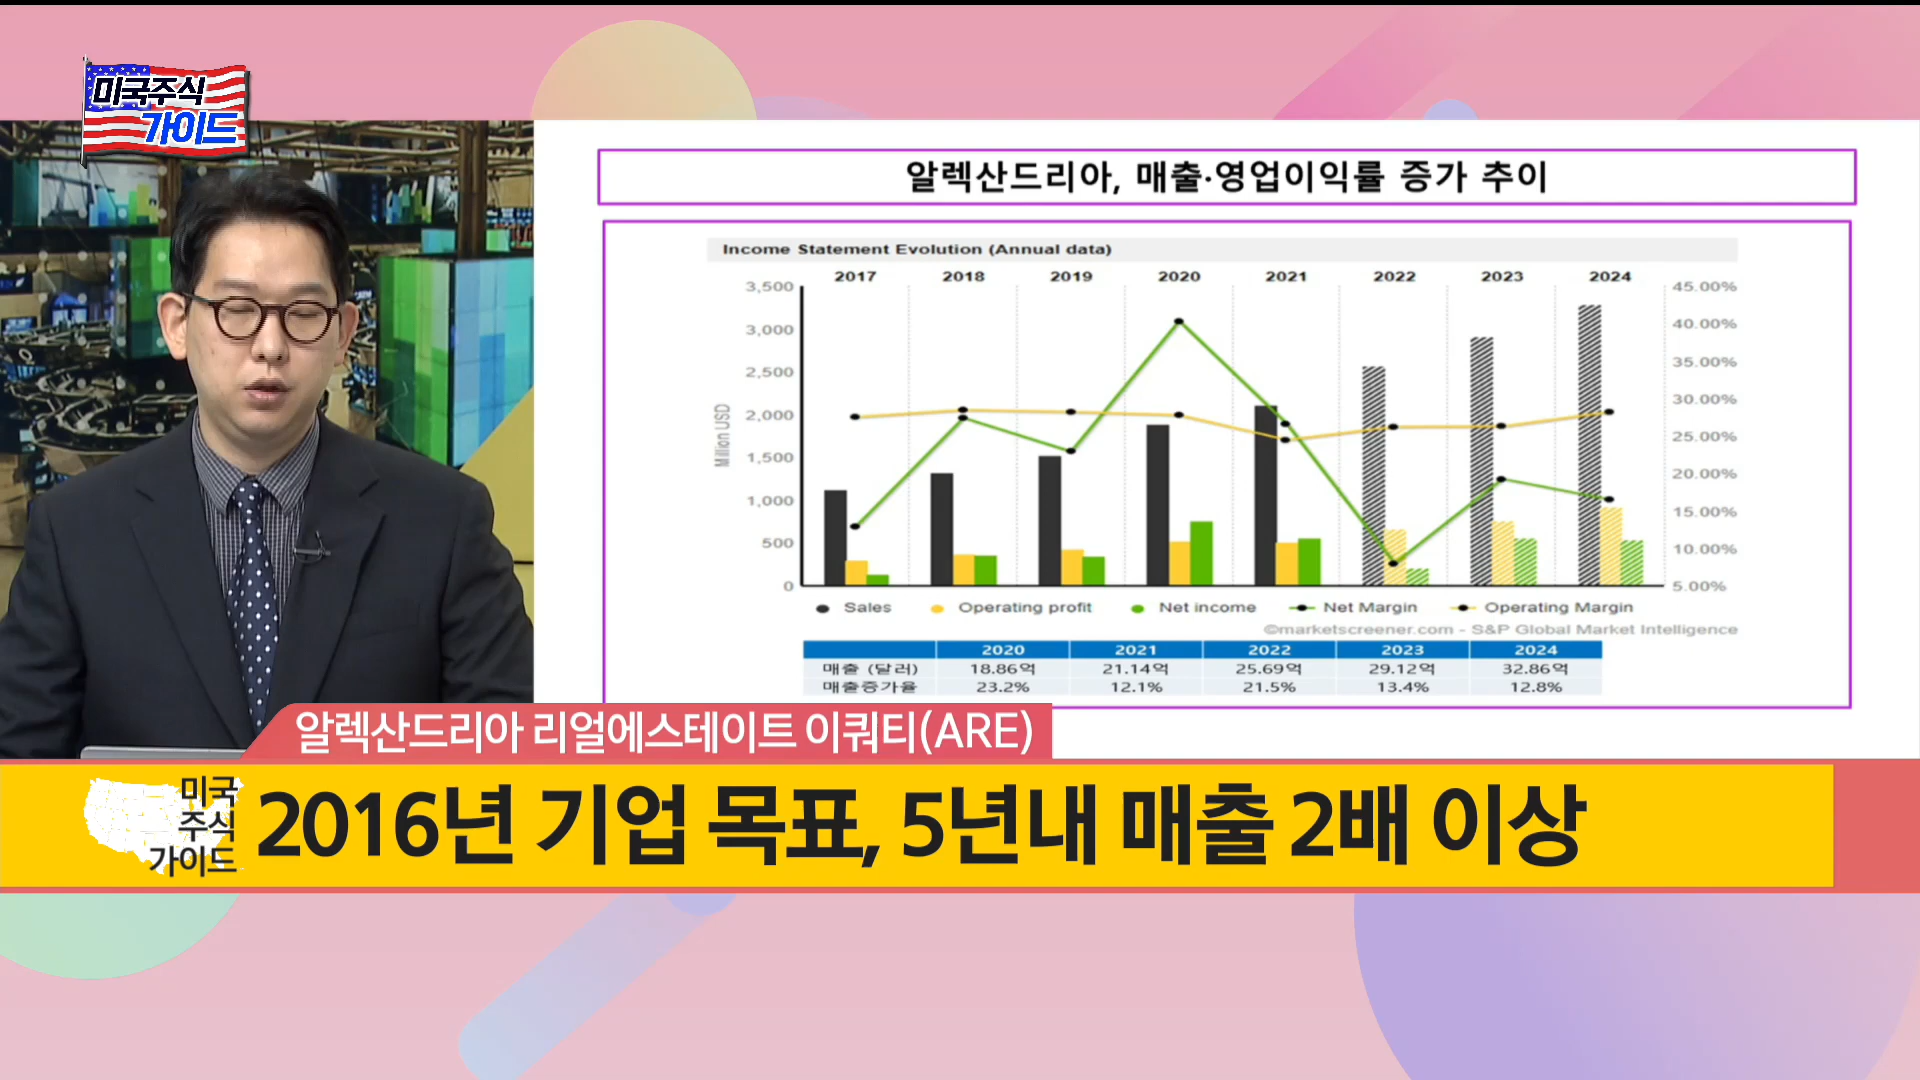 미국주식
가이드
알렉산드리아, 매출·영업이익률 증가 추이
Income Statement Evolution (Annual data)
2017 2018 2019 2020 2021 2022 2023 2024
3,500 45.00%
3,000 40.00%
2,500 35.00%
2,000 30.00%
1,500 25.00%
1,000 20.00%
500 15.00%
0 10.00%
5.00%
Million USD
Sales Operating profit Net income Net Margin Operating Margin
©marketscreener.com - S&P Global Market Intelligence
2020 2021 2022 2023 2024
매출 (달러) 18.86억 21.14억 25.69억 29.12억 32.86억
매출증가율 23.2% 12.1% 21.5% 13.4% 12.8%
알렉산드리아 리얼에스테이트 이쿼티(ARE)
미국
주식
가이드
2016년 기업 목표, 5년내 매출 2배 이상